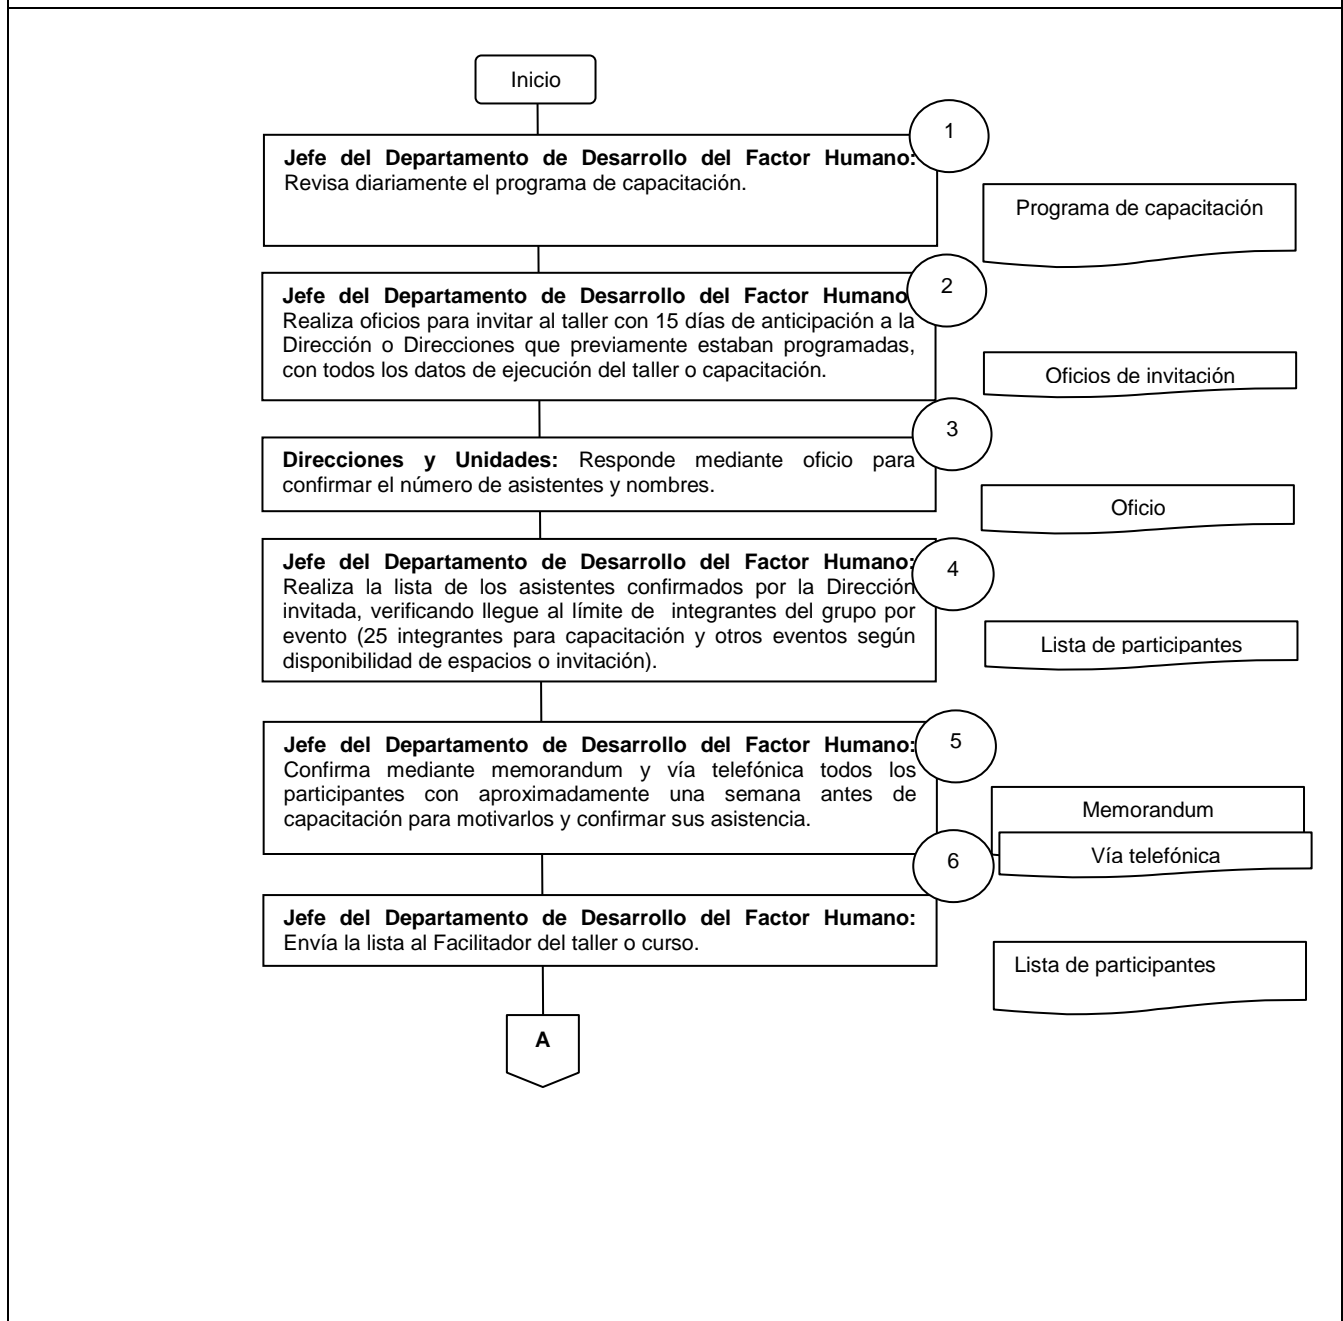 Inicio
1
Jefe del Departamento de Desarrollo del Factor Humano:
Revisa diariamente el programa de capacitación.
Programa de capacitación
2
Jefe del Departamento de Desarrollo del Factor Humano
Realiza oficios para invitar al taller con 15 días de anticipación a la
Dirección o Direcciones que previamente estaban programadas,
con todos los datos de ejecución del taller o capacitación.
Oficios de invitación
3
Direcciones y Unidades: Responde mediante oficio para
confirmar el número de asistentes y nombres.
Oficio
4
Jefe del Departamento de Desarrollo del Factor Humano:
Realiza la lista de los asistentes confirmados por la Dirección
invitada, verificando llegue al límite de integrantes del grupo por
evento (25 integrantes para capacitación y otros eventos según
disponibilidad de espacios o invitación).
Lista de participantes
5
Jefe del Departamento de Desarrollo del Factor Humano:
Confirma mediante memorandum y vía telefónica todos los
participantes con aproximadamente una semana antes de
capacitación para motivarlos y confirmar sus asistencia.
Memorandum
Vía telefónica
6
Jefe del Departamento de Desarrollo del Factor Humano:
Envía la lista al Facilitador del taller o curso.
Lista de participantes
A